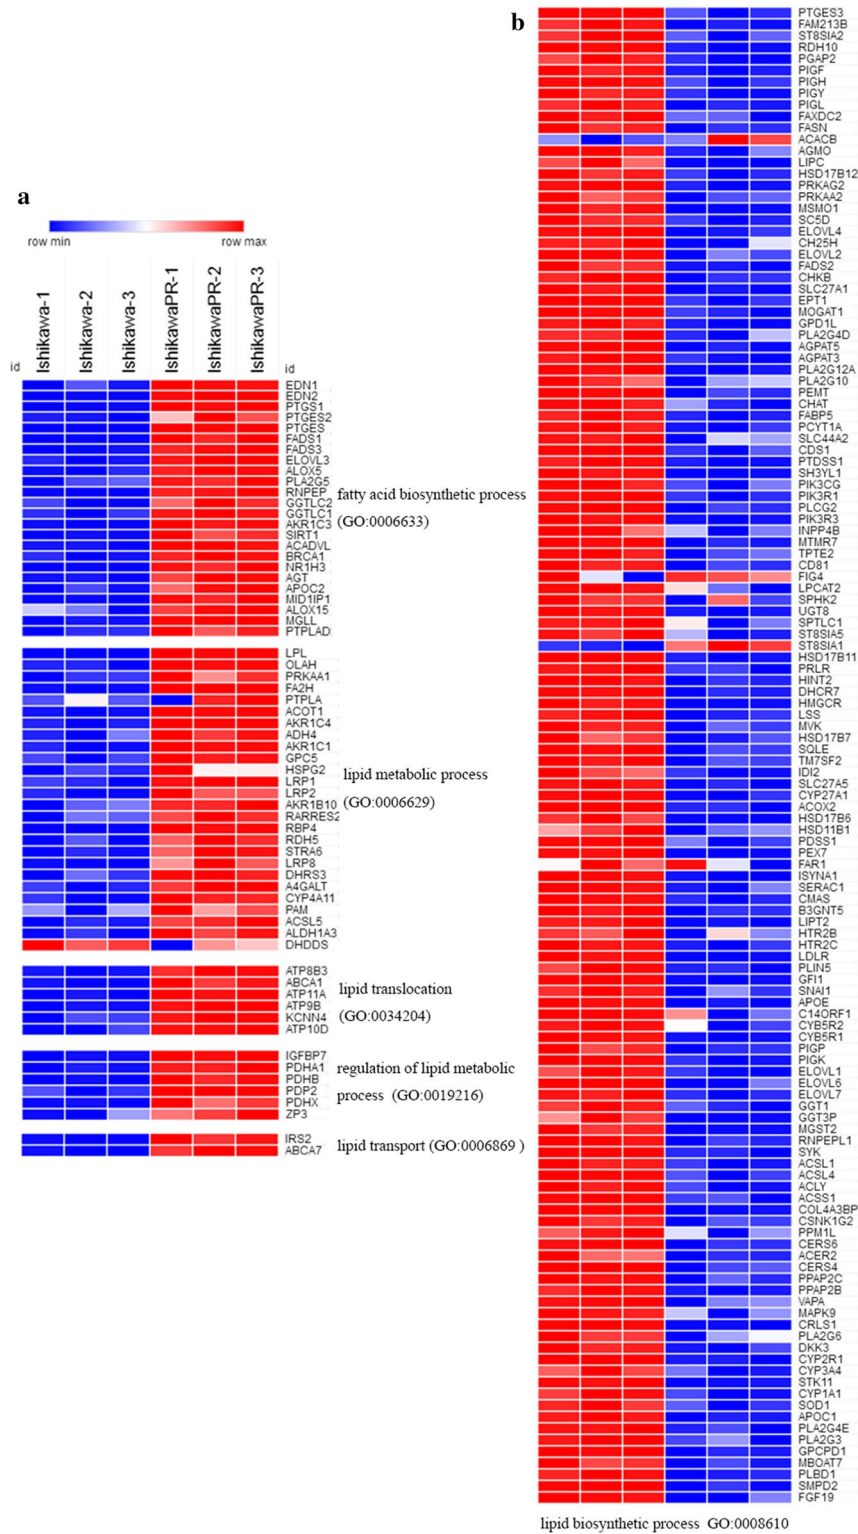 a
row min row max
id Ishikawa-1 Ishikawa-2 Ishikawa-3 IshikawaPR-1 IshikawaPR-2 IshikawaPR-3 id
EDN1
EDN2
PTGS1
PTGES2
PTGES
FADS1
FADS3
ELOVL3
ALOX5
PLA2G5
RNPEP
GGTLC2
GGTLC1
AKR1C3
SIRT1
ACADVL
BRCA1
NR1H3
AGT
APOC2
MID1IP1
ALOX15
MGLL
PTPLAD
fatty acid biosynthetic process
(GO:0006633)
LPL
OLAH
PRKAA1
FA2H
PTPLA
ACOT1
AKR1C4
ADH4
AKR1C1
GPC5
HSPG2
LRP1
LRP2
AKR1B10
RARRES2
RBP4
RDH5
STRA6
LRP8
DHRS3
A4GALT
CYP4A11
PAM
ACSL5
ALDH1A3
DHDDS
lipid metabolic process
(GO:0006629)
ATP8B3
ABCA1
ATP11A
ATP9B
KCNN4
ATP10D
lipid translocation
(GO:0034204)
IGFBP7
PDHA1
PDHB
PDP2
PDHX
ZP3
regulation of lipid metabolic
process (GO:0019216)
IRS2
ABCA7
lipid transport (GO:0006869 )
b
PTGES3
FAM213B
ST8SIA2
RDH10
PGAP2
PIGF
PIGH
PIGY
PIGL
FAXDC2
FASN
ACACB
AGMO
LIPC
HSD17B12
PRKAG2
PRKAA2
MSMO1
SC5D
ELOVL4
CH25H
ELOVL2
FADS2
CHKB
SLC27A1
EPT1
MOGAT1
GPD1L
PLA2G4D
AGPAT5
AGPAT3
PLA2G12A
PLA2G10
PEMT
CHAT
FABP5
PCYT1A
SLC44A2
CDS1
PTDSS1
SH3YL1
PIK3CG
PIK3R1
PLCG2
PIK3R3
INPP4B
MTMR7
TPTE2
CD81
FIG4
LPCAT2
SPHK2
UGT8
SPTLC1
ST8SIA5
ST8SIA1
HSD17B11
PRLR
HINT2
DHCR7
HMGCR
LSS
MVK
HSD17B7
SQLE
TM7SF2
IDI2
SLC27A5
CYP27A1
ACOX2
HSD17B6
HSD11B1
PDSS1
PEX7
FAR1
ISYNA1
SERAC1
CMAS
B3GNT5
LIPT2
HTR2B
HTR2C
LDLR
PLIN5
GFI1
SNAI1
APOE
C14ORF1
CYB5R2
CYB5R1
PIGP
PIGK
ELOVL1
ELOVL6
ELOVL7
GGT1
GGT3P
MGST2
RNPEPL1
SYK
ACSL1
ACSL4
ACLY
ACSS1
COL4A3BP
CSNK1G2
PPM1L
CERS6
ACER2
CERS4
PPAP2C
PPAP2B
VAPA
MAPK9
CRLS1
PLA2G6
DKK3
CYP2R1
CYP3A4
STK11
CYP1A1
SOD1
APOC1
PLA2G4E
PLA2G3
GPCPD1
MBOAT7
PLBD1
SMPD2
FGF19
lipid biosynthetic process GO:0008610